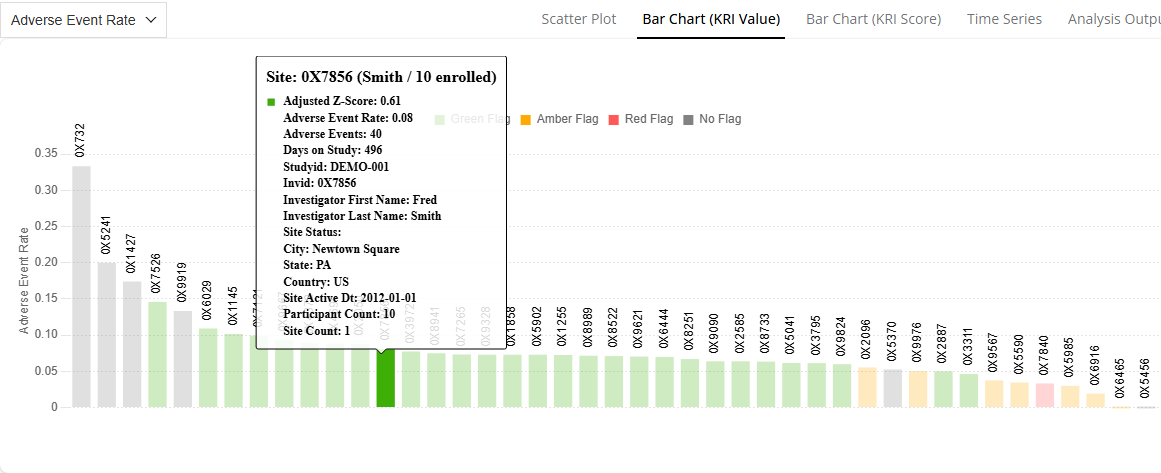 Adverse Event Rate
Scatter Plot
Bar Chart (KRI Value)
Bar Chart (KRI Score)
Time Series
Analysis Outpu
Site: 0X7856 (Smith / 10 enrolled)
Adjusted Z-Score: 0.61
Adverse Event Rate: 0.08
Adverse Events: 40
Days on Study: 496
Studyid: DEMO-001
Invid: 0X7856
Investigator First Name: Fred
Investigator Last Name: Smith
Site Status:
City: Newtown Square
State: PA
Country: US
Site Active Dt: 2012-01-01
Participant Count: 10
Site Count: 1
Green Flag
Amber Flag
Red Flag
No Flag
Adverse Event Rate
0.35
0.30
0.25
0.20
0.15
0.10
0.05
0
0X732
0X5241
0X1427
0X7526
0X9919
0X6029
0X1145
0X3972
0X8941
0X7265
0X9328
0X1858
0X5902
0X1255
0X8989
0X8522
0X9621
0X6444
0X8251
0X9090
0X2585
0X8733
0X5041
0X3795
0X9824
0X2096
0X5370
0X9976
0X2887
0X3311
0X9567
0X5590
0X7840
0X5985
0X6916
0X6465
0X5456